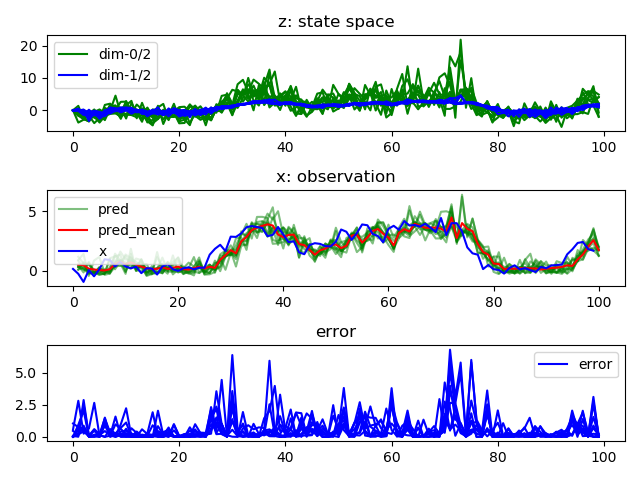 z: state space
20
10
0
dim-0/2
dim-1/2
0 20 40 60 80 100
x: observation
5
0
pred
pred_mean
x
0 20 40 60 80 100
error
5.0
2.5
0.0
error
0 20 40 60 80 100